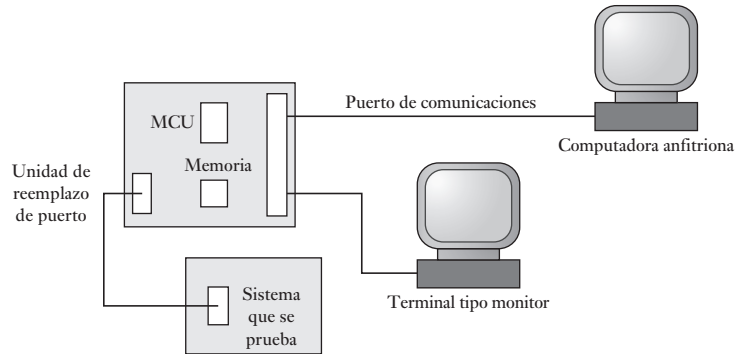 Puerto de comunicaciones
Computadora anfitriona
MCU
Memoria
Unidad de
reemplazo
de puerto
Terminal tipo monitor
Sistema
que se
prueba